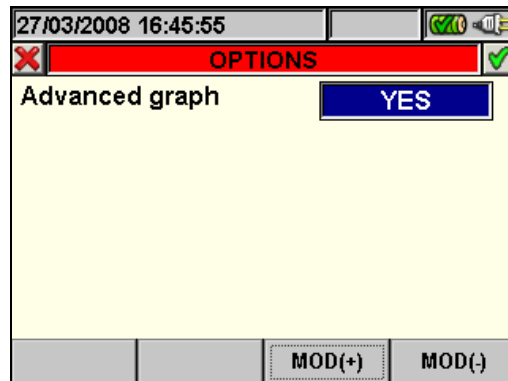 27/03/2008 16:45:55
OPTIONS
Advanced graph YES
MOD(+) MOD(-)